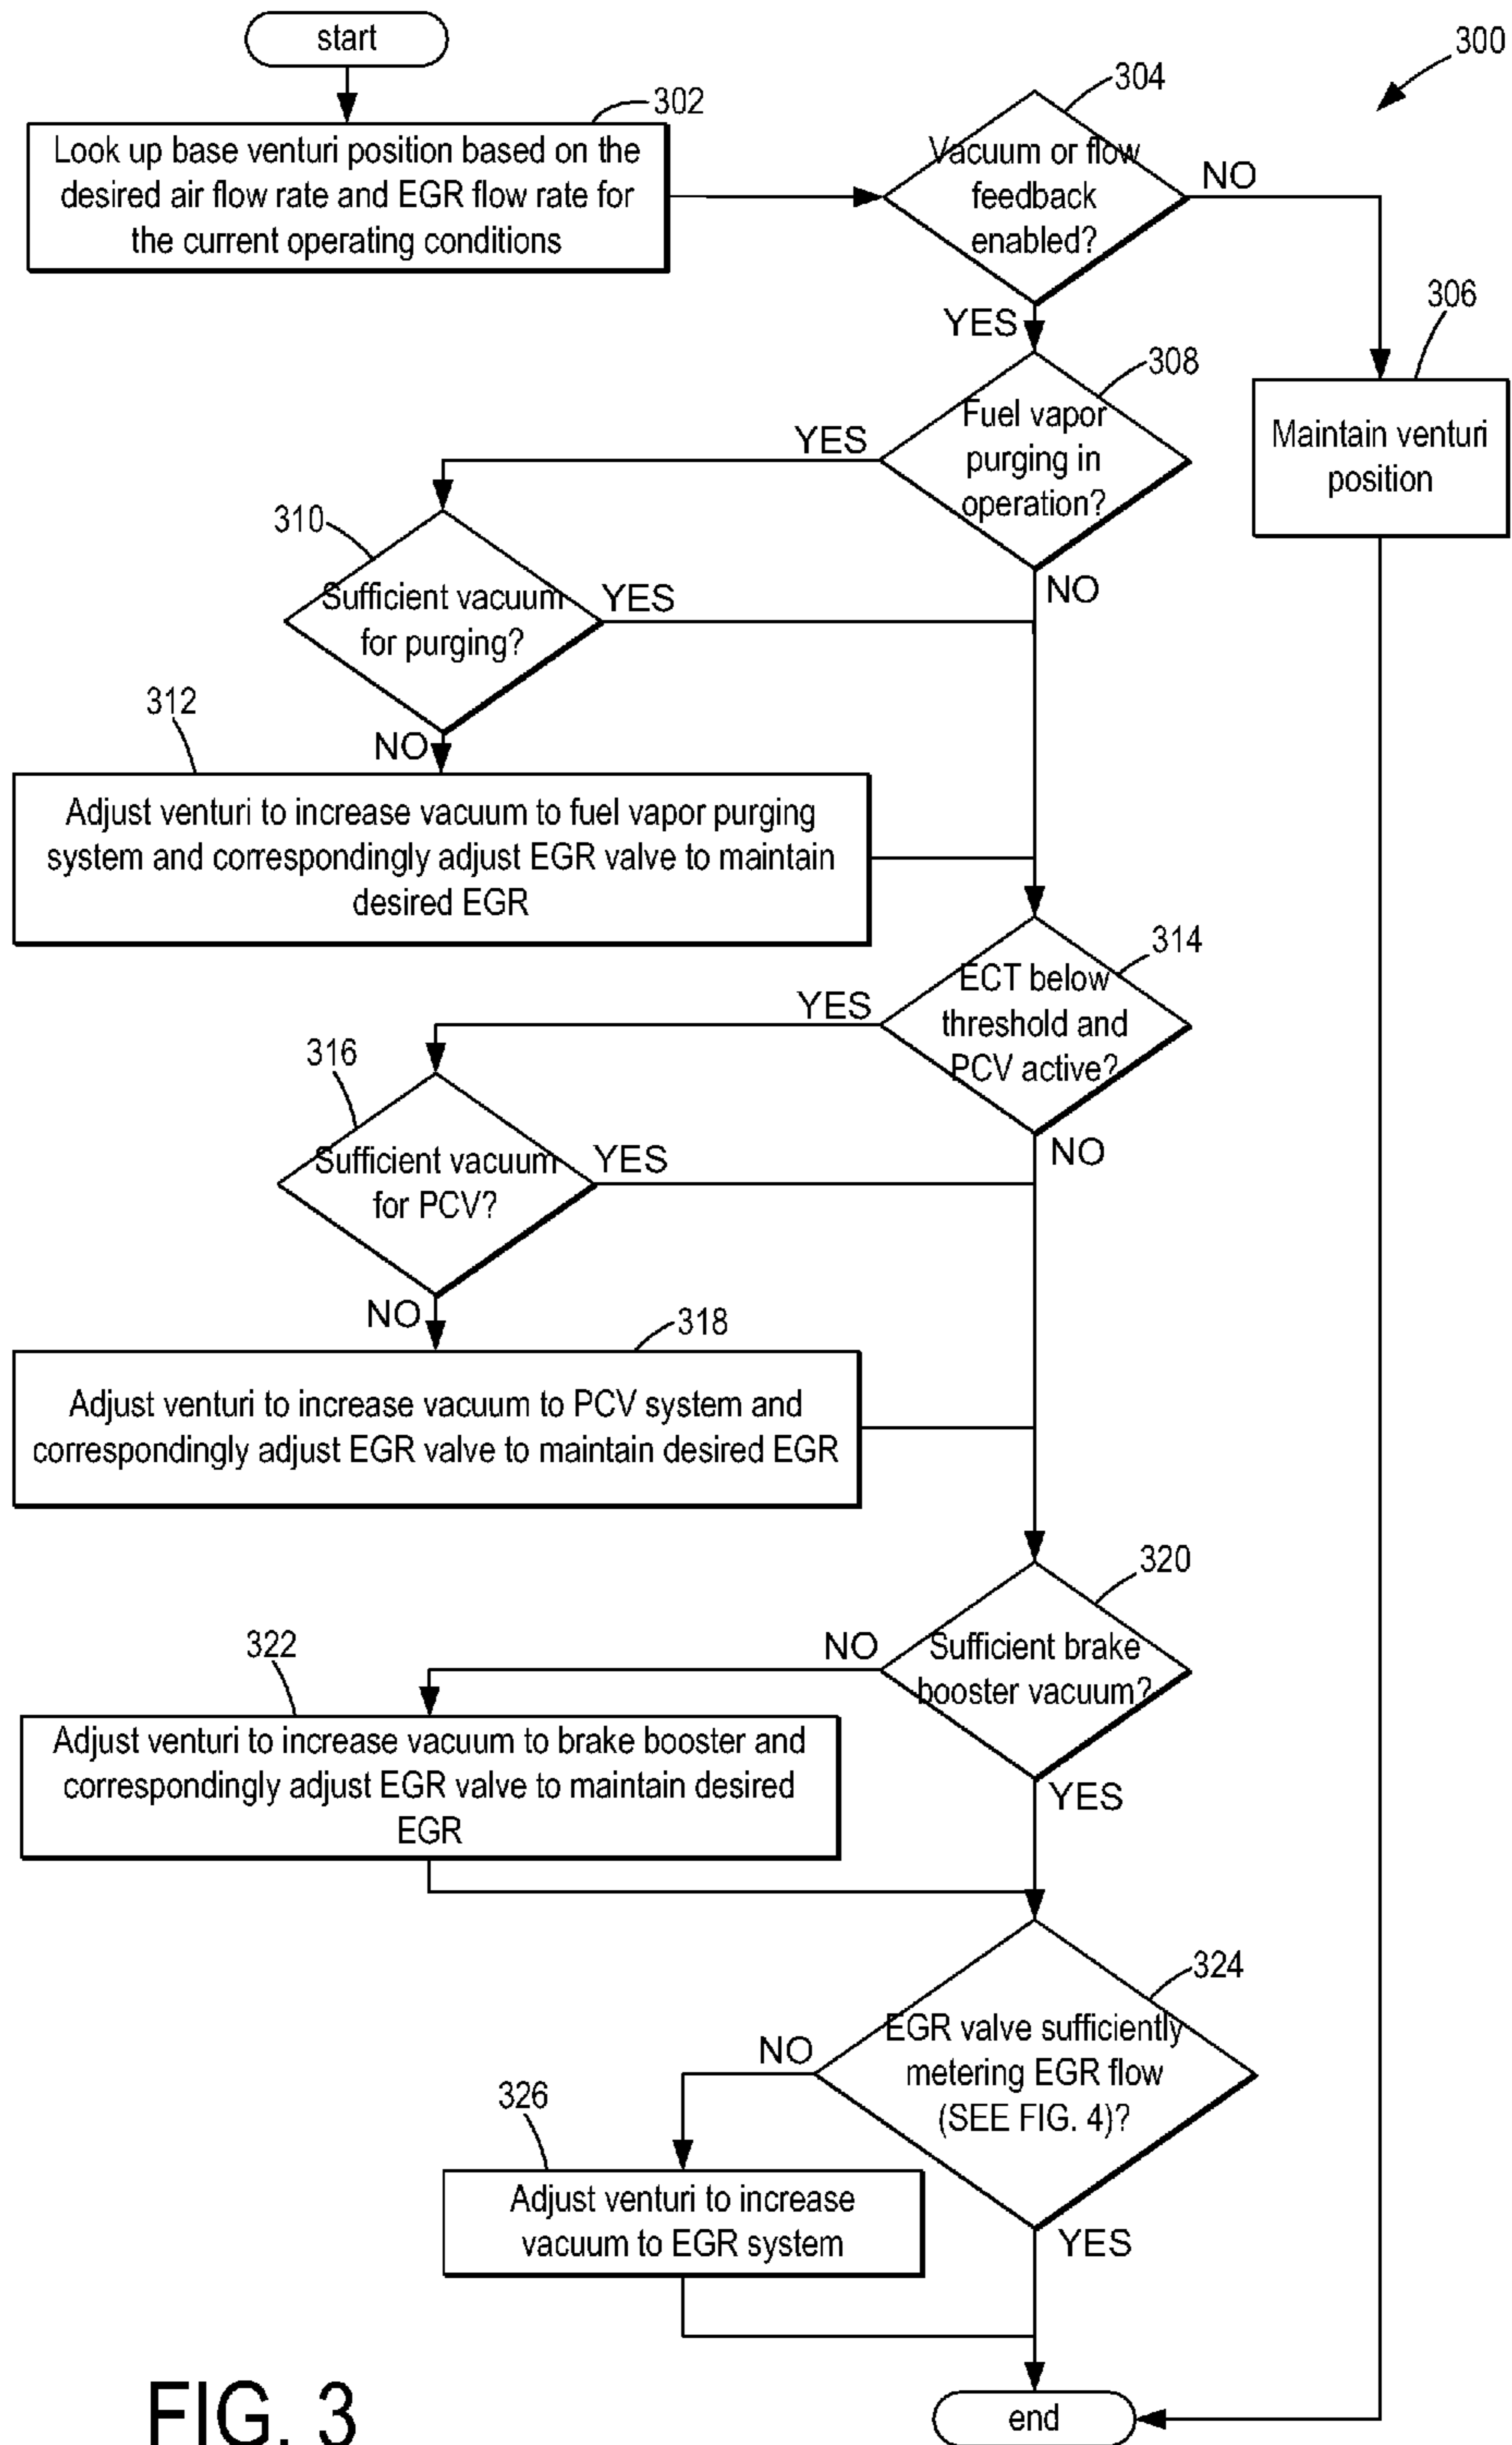 start
300
304
302
Look up base venturi position based on the
desired air flow rate and EGR flow rate for
the current operating conditions
Vacuum or flow
feedback
enabled?
NO
YES
306
Maintain venturi
position
308
Fuel vapor
purging in
operation?
YES
NO
310
Sufficient vacuum
for purging?
YES
NO
312
Adjust venturi to increase vacuum to fuel vapor purging
system and correspondingly adjust EGR valve to maintain
desired EGR
314
ECT below
threshold and
PCV active?
YES
NO
316
Sufficient vacuum
for PCV?
YES
NO
318
Adjust venturi to increase vacuum to PCV system and
correspondingly adjust EGR valve to maintain desired EGR
320
Sufficient brake
booster vacuum?
NO
YES
322
Adjust venturi to increase vacuum to brake booster and
correspondingly adjust EGR valve to maintain desired
EGR
324
EGR valve sufficiently
metering EGR flow
(SEE FIG. 4)?
NO
YES
326
Adjust venturi to increase
vacuum to EGR system
end
FIG. 3